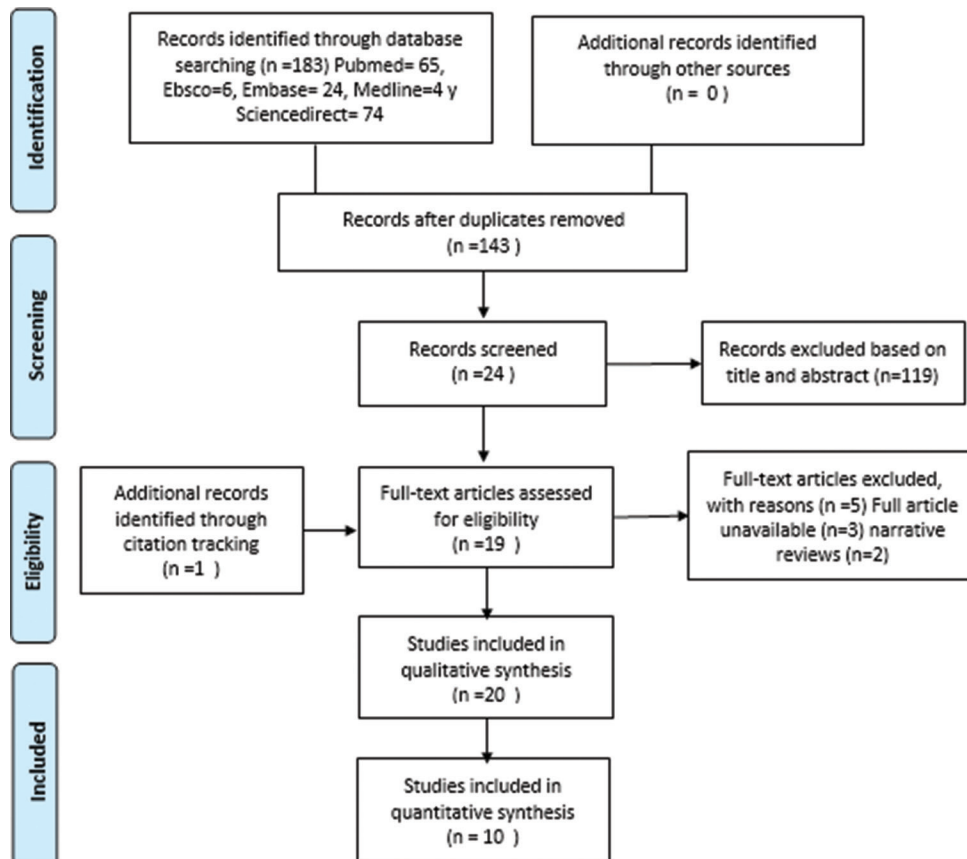 Identification
Records identified through database
searching (n =183) Pubmed= 65,
Ebsco=6, Embase= 24, Medline=4 y
Sciencedirect= 74
Additional records identified
through other sources
(n = 0 )
Records after duplicates removed
(n =143 )
Screening
Records screened
(n =24 )
Records excluded based on
title and abstract (n=119)
Eligibility
Additional records
identified through
citation tracking
(n =1 )
Full-text articles assessed
for eligibility
(n =19 )
Full-text articles excluded,
with reasons (n =5) Full article
unavailable (n=3) narrative
reviews (n=2)
Studies included in
qualitative synthesis
(n =20 )
Included
Studies included in
quantitative synthesis
(n = 10 )